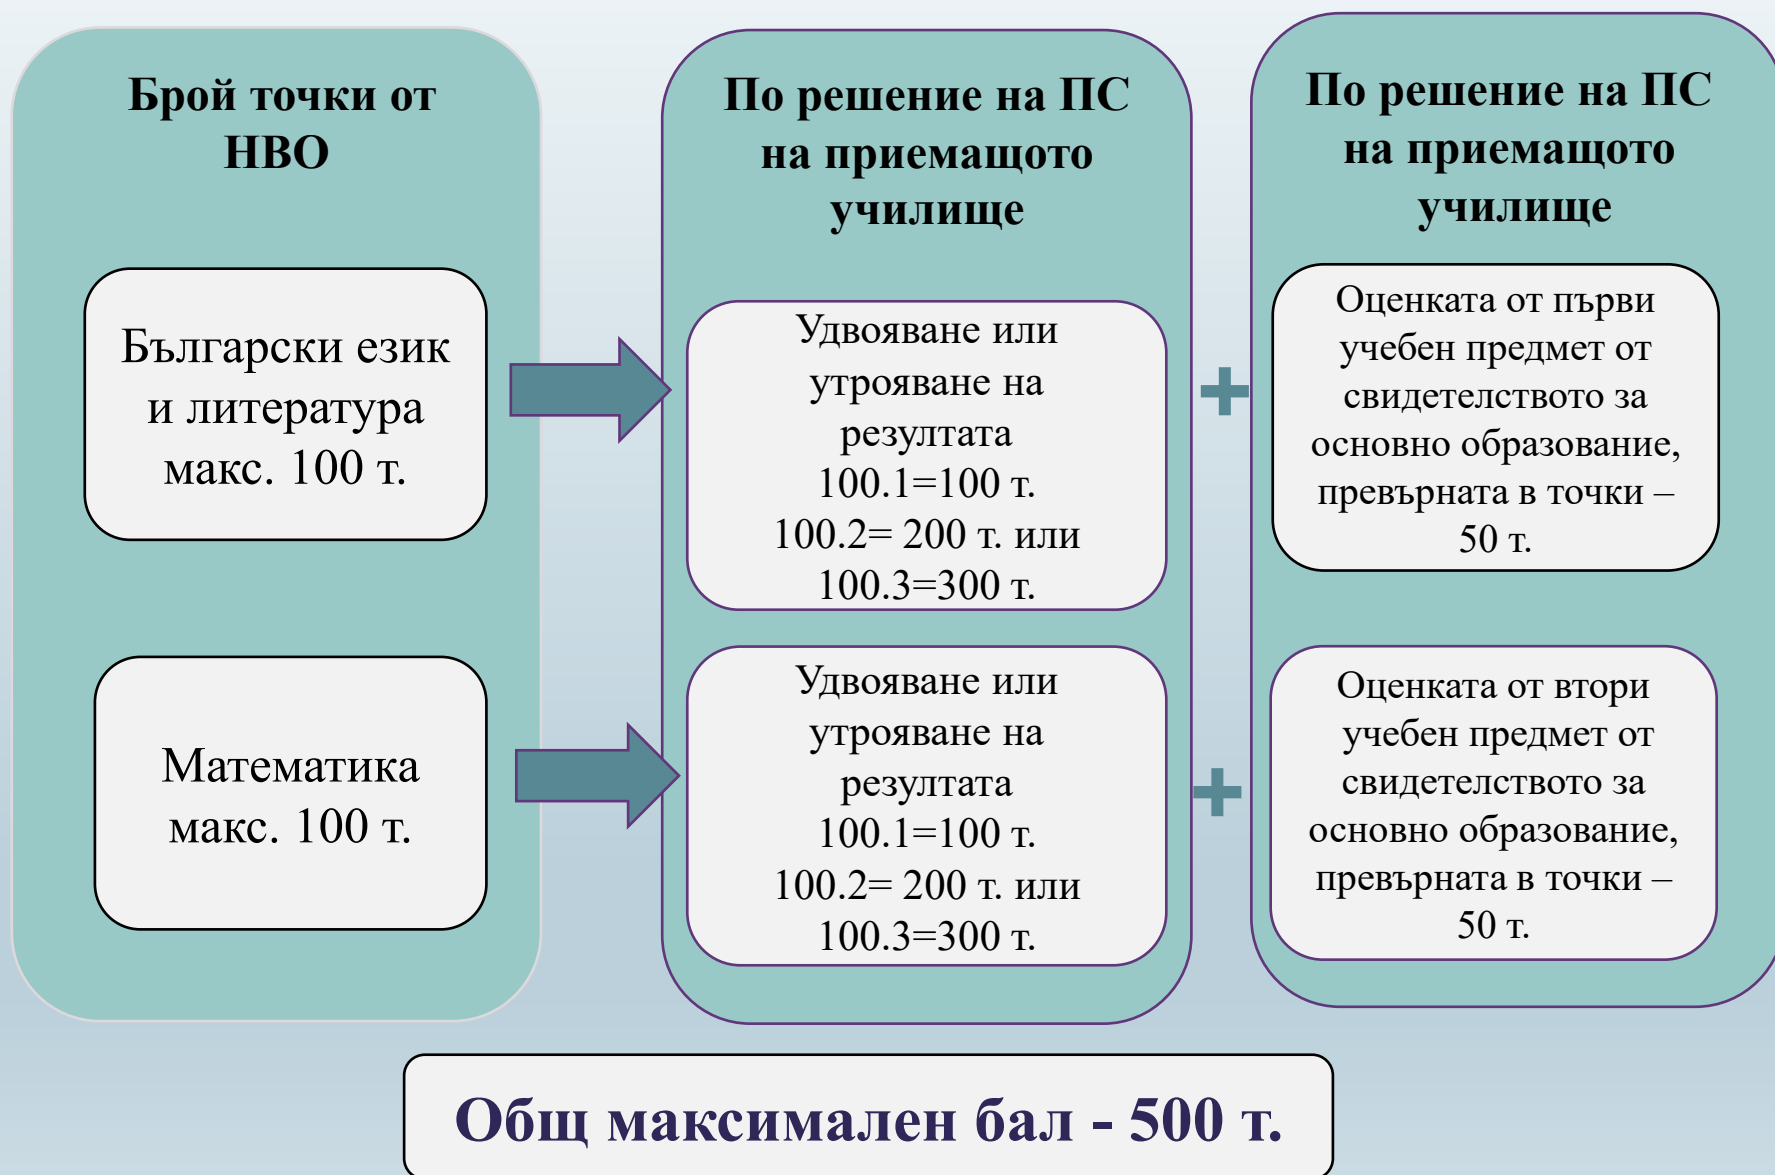 Брой точки от
НВО
Български език
и литература
макс. 100 т.
Математика
макс. 100 т.
По решение на ПС
на приемащото
училище
Удвояване или
утрояване на
резултата
100.1=100 т.
100.2= 200 т. или
100.3=300 т.
Удвояване или
утрояване на
резултата
100.1=100 т.
100.2= 200 т. или
100.3=300 т.
По решение на ПС
на приемащото
училище
Оценката от първи
учебен предмет от
свидетелството за
основно образование,
превърната в точки –
50 т.
Оценката от втори
учебен предмет от
свидетелството за
основно образование,
превърната в точки –
50 т.
Общ максимален бал - 500 т.